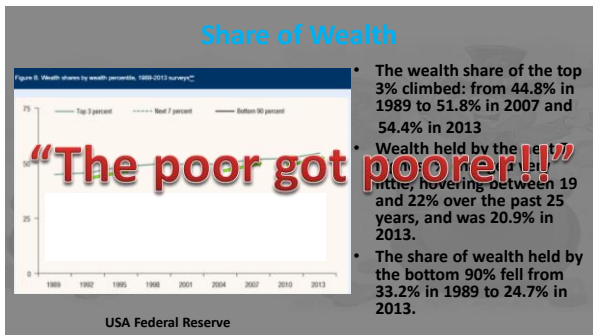 Share of Wealth
Figure 8. Wealth shares by wealth percentile, 1989-2013 surveys
75
Top 3 percent
Next 7 percent
Bottom 90 percent
50
25
0
1989 1992 1995 1998 2001 2004 2007 2010 2013
USA Federal Reserve
"The poor got poorer!!"
• The wealth share of the top
3% climbed: from 44.8% in
1989 to 51.8% in 2007 and
54.4% in 2013
• Wealth held by the
little, hovering between 19
and 22% over the past 25
years, and was 20.9% in
2013.
• The share of wealth held by
the bottom 90% fell from
33.2% in 1989 to 24.7% in
2013.